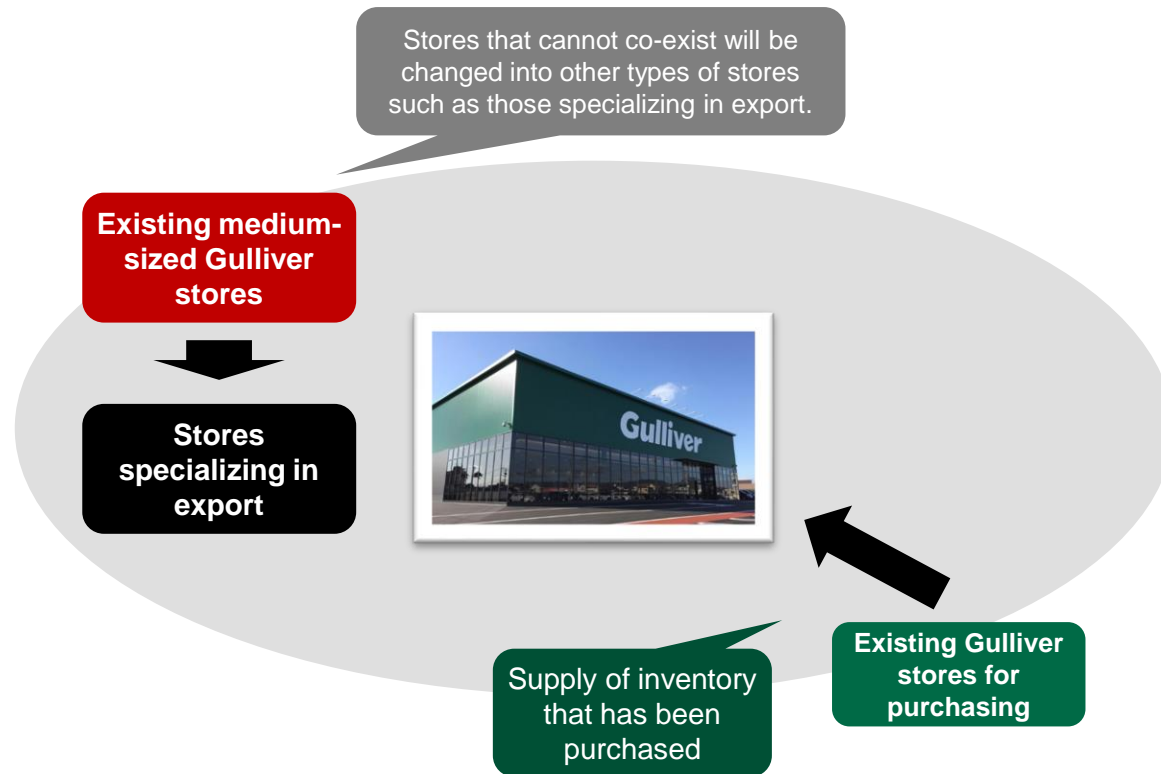 Stores that cannot co-exist will be
changed into other types of stores
such as those specializing in export.
Existing medium-
sized Gulliver
stores
Stores
specializing in
export
Gulliver
Existing Gulliver
stores for
purchasing
Supply of inventory
that has been
purchased